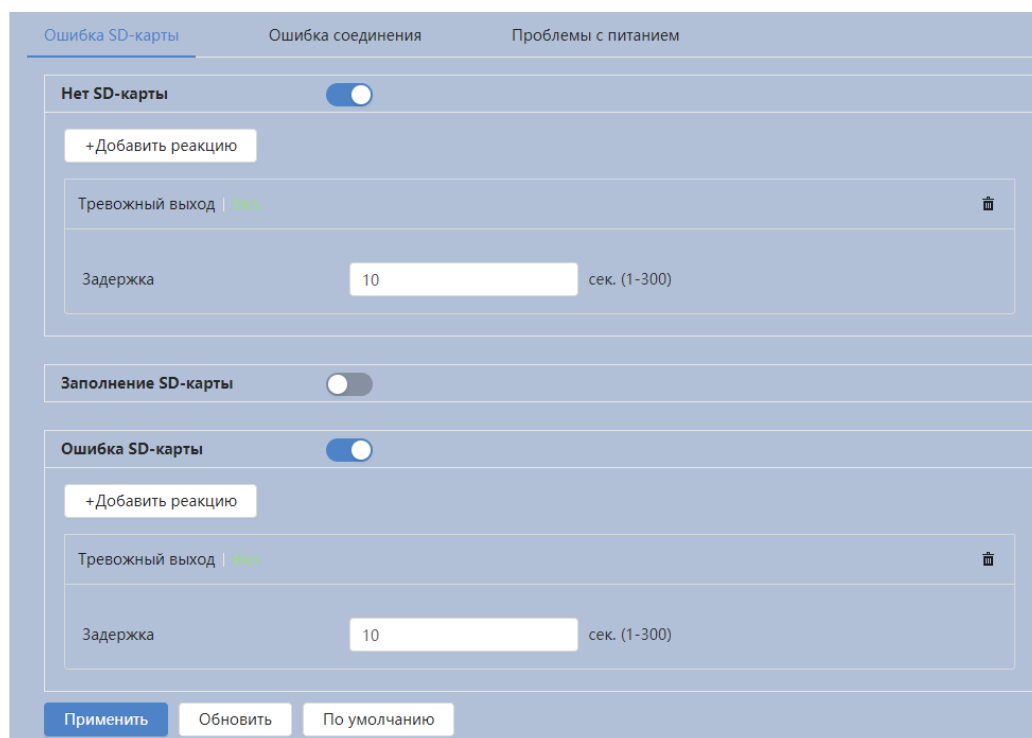 Ошибка SD-карты Ошибка соединения Проблемы с питанием
Нет SD-карты
+Добавить реакцию
Тревожный выход |
Задержка 10 сек. (1-300)
Заполнение SD-карты
Ошибка SD-карты
+Добавить реакцию
Тревожный выход |
Задержка 10 сек. (1-300)
Применить Обновить По умолчанию